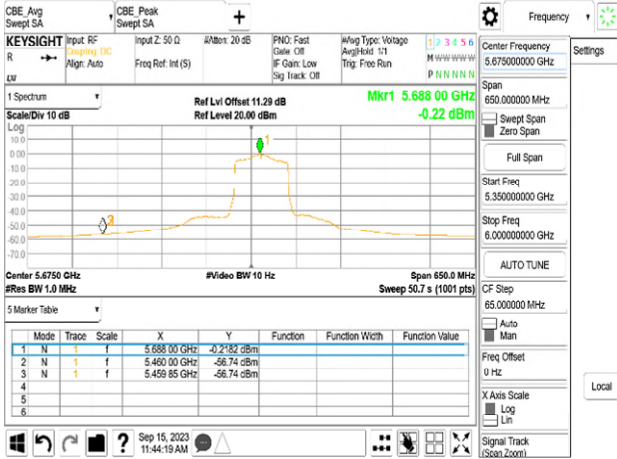 CBE_Avg
Swept SA
CBE_Peak
Swept SA
+
Frequency
KEYSIGHT
R
Input: RF
Coupling: DC
Align: Auto
Input Z: 50 Ω
Freq Ref: Int (S)
#Atten: 20 dB
PNO: Fast
Gate: Off
IF Gain: Low
Sig Track: Off
#Avg Type: Voltage
Avg|Hold: 1/1
Trig: Free Run
1 2 3 4 5 6
M W W W W W
P N N N N N
Settings
Center Frequency
5.675000000 GHz
Span
650.000000 MHz
Swept Span
Zero Span
Full Span
Start Freq
5.350000000 GHz
Stop Freq
6.000000000 GHz
AUTO TUNE
CF Step
65.000000 MHz
Auto
Man
Freq Offset
0 Hz
X Axis Scale
Log
Lin
Signal Track
(Span Zoom)
Local
1 Spectrum
Scale/Div 10 dB
Ref Lvl Offset 11.29 dB
Ref Level 20.00 dBm
Mkr1 5.688 00 GHz
-0.22 dBm
Log
10.0
0.00
-10.0
-20.0
-30.0
-40.0
-50.0
-60.0
-70.0
1
3
Center 5.6750 GHz
#Res BW 1.0 MHz
#Video BW 10 Hz
Span 650.0 MHz
Sweep 50.7 s (1001 pts)
5 Marker Table
Mode Trace Scale X Y Function Function Width Function Value
1 N 1 f 5.688 00 GHz -0.2182 dBm
2 N 1 f 5.460 00 GHz -56.74 dBm
3 N 1 f 5.459 85 GHz -56.74 dBm
4
5
6
?
Sep 15, 2023
11:44:19 AM